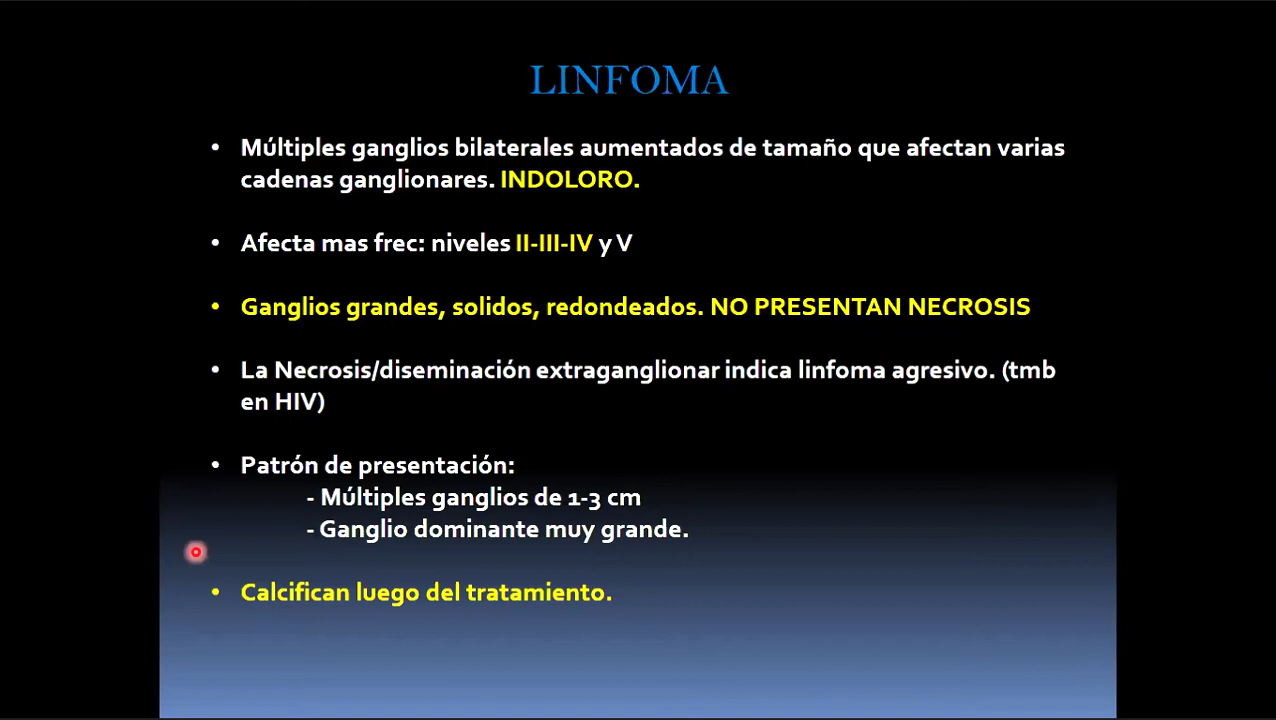 LINFOMA
• Múltiples ganglios bilaterales aumentados de tamaño que afectan varias
cadenas ganglionares. INDOLORO.
• Afecta mas frec: niveles II-III-IV y V
• Ganglios grandes, solidos, redondeados. NO PRESENTAN NECROSIS
• La Necrosis/diseminación extraganglionar indica linfoma agresivo. (tmb
en HIV)
• Patrón de presentación:
- Múltiples ganglios de 1-3 cm
- Ganglio dominante muy grande.
• Calcifican luego del tratamiento.